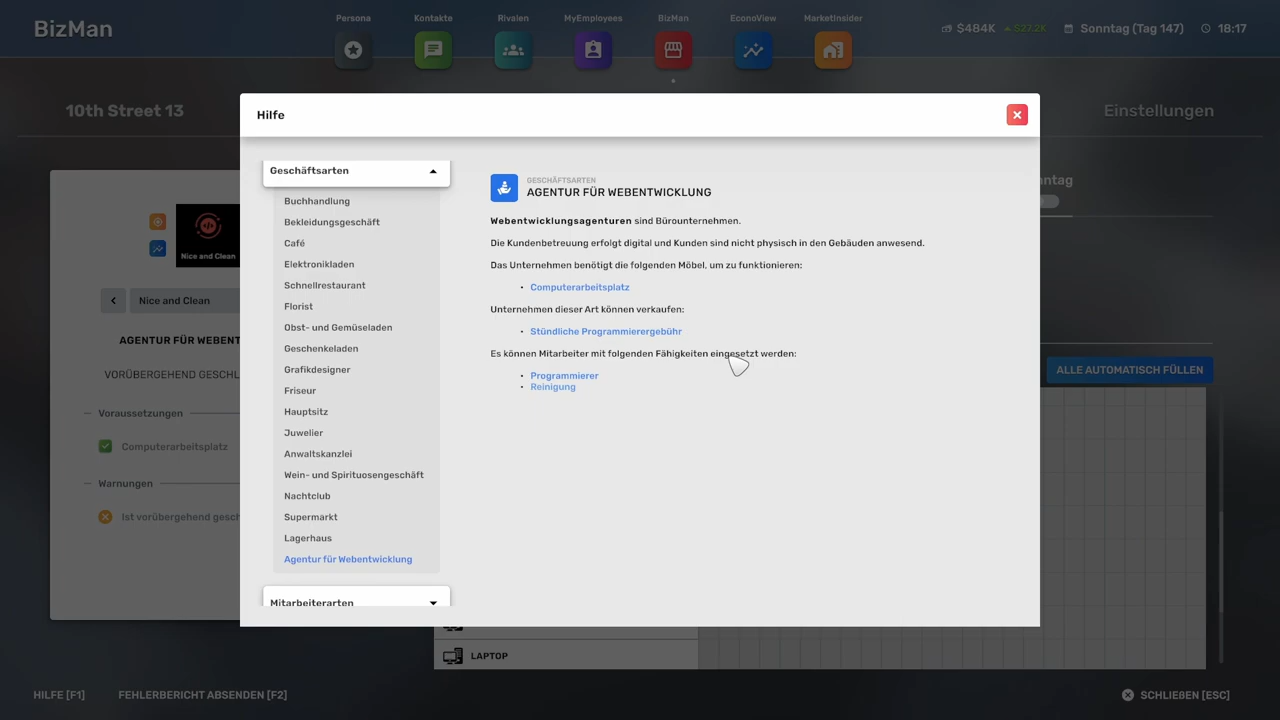 BizMan
Persona
Kontakte
Rivalen
MyEmployees
BizMan
EconoView
MarketInsider
$484K
$27.2K
Sonntag (Tag 147)
18:17
10th Street 13
Einstellungen
Hilfe
Geschäftsarten
Buchhandlung
Bekleidungsgeschäft
Café
Elektronikladen
Schnellrestaurant
Florist
Obst- und Gemüseladen
Geschenkeladen
Grafikdesigner
Friseur
Hauptsitz
Juwelier
Anwaltskanzlei
Wein- und Spirituosengeschäft
Nachtclub
Supermarkt
Lagerhaus
Agentur für Webentwicklung
Mitarbeiterarten
GESCHÄFTSARTEN
AGENTUR FÜR WEBENTWICKLUNG
Webentwicklungsagenturen sind Bürounternehmen.
Die Kundenbetreuung erfolgt digital und Kunden sind nicht physisch in den Gebäuden anwesend.
Das Unternehmen benötigt die folgenden Möbel, um zu funktionieren:
• Computerarbeitsplatz
Unternehmen dieser Art können verkaufen:
• Stündliche Programmierergebühr
Es können Mitarbeiter mit folgenden Fähigkeiten eingesetzt werden:
• Programmierer
• Reinigung
Nice and Clean
Nice and Clean
AGENTUR FÜR WEBENT
VORÜBERGEHEND GESCHL
Voraussetzungen
Computerarbeitsplatz
Warnungen
Ist vorübergehend gesch
ntag
ALLE AUTOMATISCH FÜLLEN
LAPTOP
HILFE [F1]
FEHLERBERICHT ABSENDEN [F2]
SCHLIEßEN [ESC]